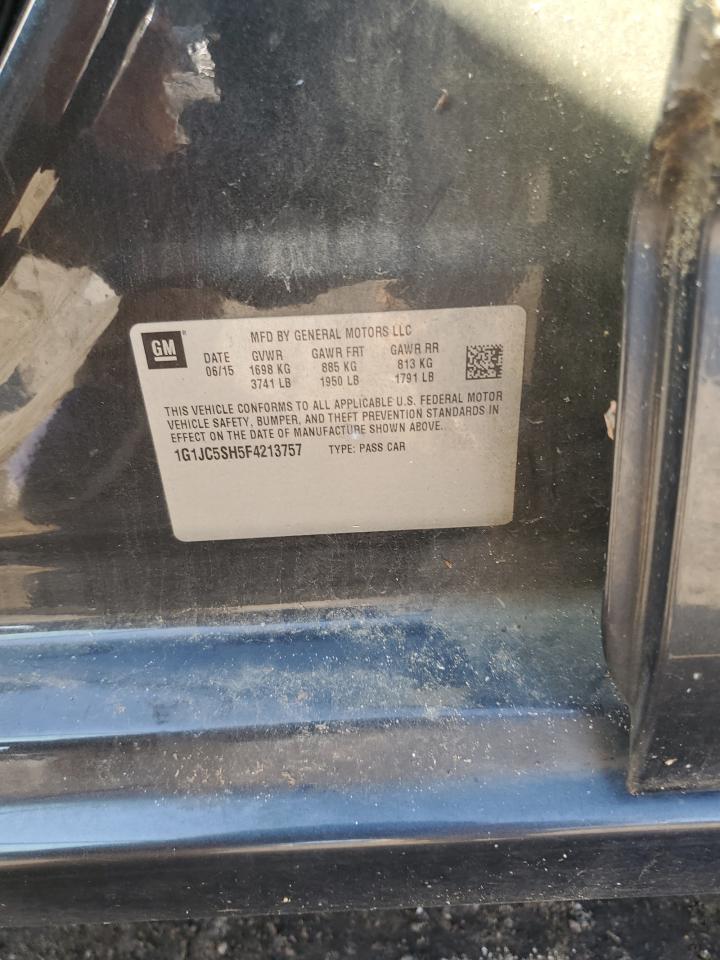 GM
MFD BY GENERAL MOTORS LLC
DATE GVWR GAWR FRT GAWR RR
06/15 1698 KG 885 KG 813 KG
3741 LB 1950 LB 1791 LB
THIS VEHICLE CONFORMS TO ALL APPLICABLE U.S. FEDERAL MOTOR
VEHICLE SAFETY, BUMPER, AND THEFT PREVENTION STANDARDS IN
EFFECT ON THE DATE OF MANUFACTURE SHOWN ABOVE..
1G1JC5SH5F4213757 TYPE: PASS CAR